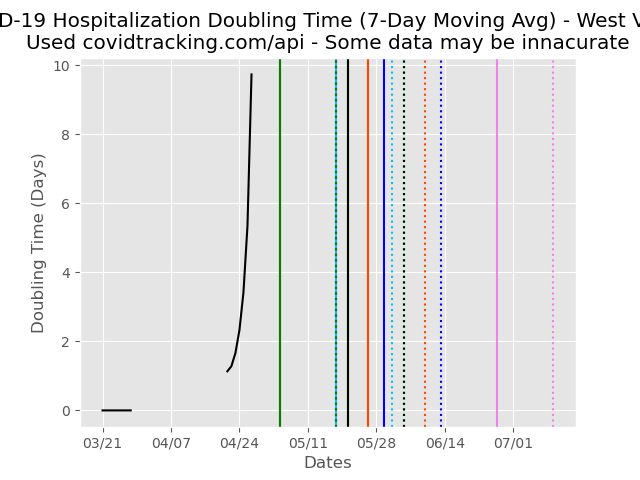 D-19 Hospitalization Doubling Time (7-Day Moving Avg) - West V
Used covidtracking.com/api - Some data may be innacurate
10
8
6
4
2
0
Doubling Time (Days)
03/21 04/07 04/24 05/11 05/28 06/14 07/01
Dates